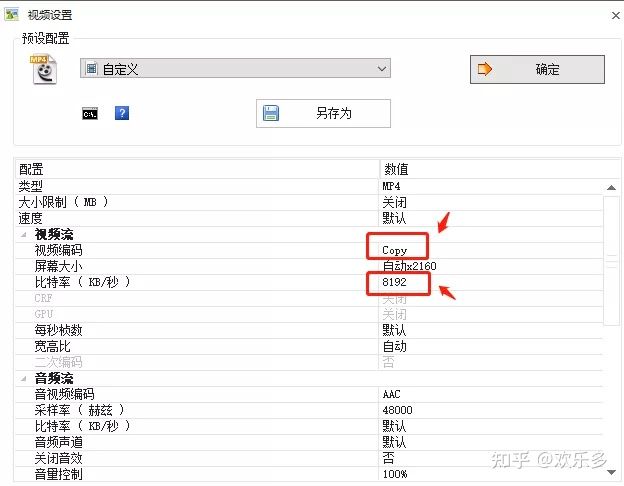 视频设置
预设配置
MP4
自定义
确定
C:\.
?
另存为
配置 数值
类型 MP4
大小限制 ( MB ) 关闭
速度 默认
视频流
视频编码 Copy
屏幕大小 自动x2160
比特率 ( KB/秒 ) 8192
CRF 关闭
GPU 关闭
每秒桢数 默认
宽高比 自动
二次编码 否
音频流
音视频编码 AAC
采样率 ( 赫兹 ) 48000
比特率 ( KB/秒 ) 默认
音频声道 默认
关闭音效 否
音量控制 100%
知乎 @欢乐多